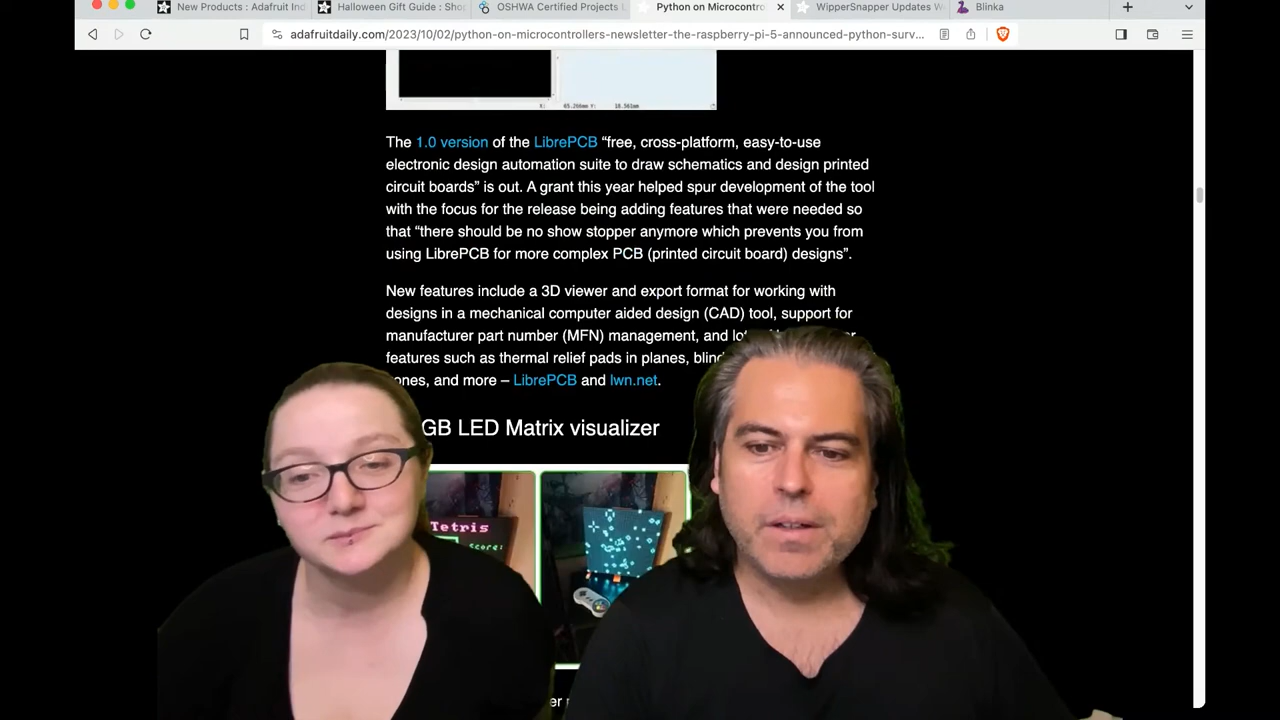 New Products : Adafruit Ind
Halloween Gift Guide : Sho
OSHWA Certified Projects L
Python on Microcontro
WipperSnapper Updates W
Blinka
adafruitdaily.com/2023/10/02/python-on-microcontrollers-newsletter-the-raspberry-pi-5-announced-python-surv...
65.266mm Y: 18.561mm
The 1.0 version of the LibrePCB “free, cross-platform, easy-to-use
electronic design automation suite to draw schematics and design printed
circuit boards” is out. A grant this year helped spur development of the tool
with the focus for the release being adding features that were needed so
that “there should be no show stopper anymore which prevents you from
using LibrePCB for more complex PCB (printed circuit board) designs”.
New features include a 3D viewer and export format for working with
designs in a mechanical computer aided design (CAD) tool, support for
manufacturer part number (MFN) management, and
features such as thermal relief pads in planes, blind
and more – LibrePCB and lwn.net.
GB LED Matrix visualizer
Tetris
score: